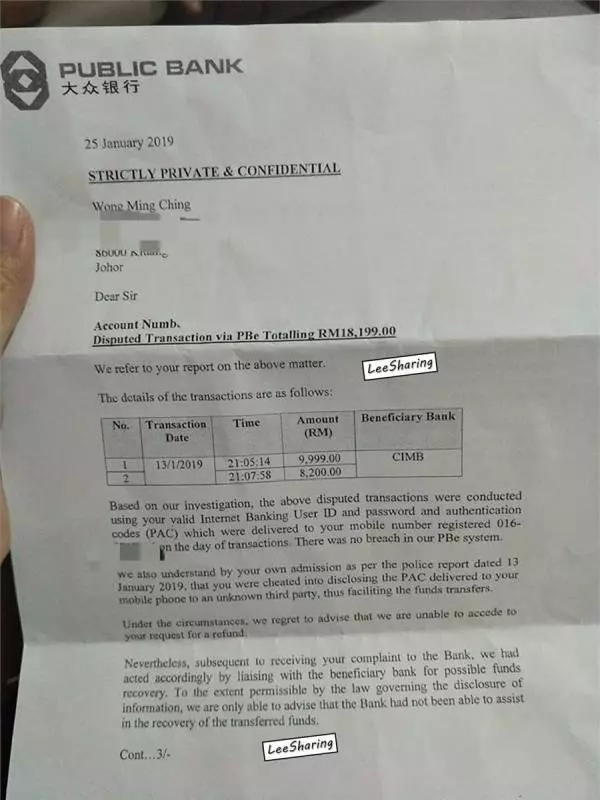 PUBLIC BANK
大众银行
25 January 2019
STRICTLY PRIVATE & CONFIDENTIAL
Wong Ming Ching
Johor
Dear Sir
Account Numb
Disputed Transaction via PBe Totalling RM18,199.00
We refer to your report on the above matter.
LeeSharing
The details of the transactions are as follows:
No. Transaction Date Time Amount (RM) Beneficiary Bank
1 13/1/2019 21:05:14 9,999.00 CIMB
2 21:07:58 8,200.00
Based on our investigation, the above disputed transactions were conducted
using your valid Internet Banking User ID and password and authentication
codes (PAC) which were delivered to your mobile number registered 016-
on the day of transactions. There was no breach in our PBe system.
We also understand by your own admission as per the police report dated 13
January 2019, that you were cheated into disclosing the PAC delivered to your
mobile phone to an unknown third party, thus faciliting the funds transfers.
Under the circumstances, we regret to advise that we are unable to accede to
your request for a refund.
Nevertheless, subsequent to receiving your complaint to the Bank, we had
acted accordingly by liaising with the beneficiary bank for possible funds
recovery. To the extent permissible by the law governing the disclosure of
information, we are only able to advise that the Bank had not been able to assist
in the recovery of the transferred funds.
Cont...3/-
LeeSharing